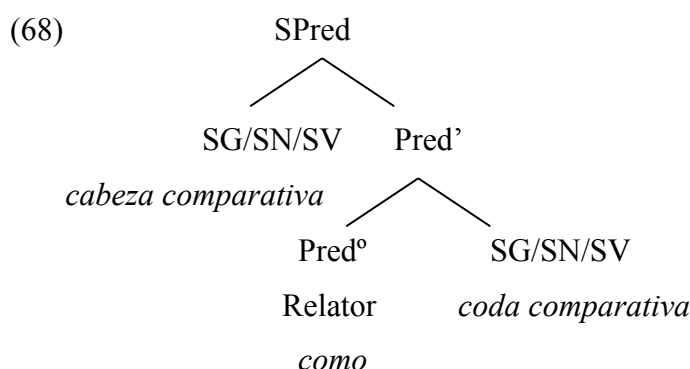 (68) SPred
SG/SN/SV Pred’
cabeza comparativa
Predº SG/SN/SV
Relator coda comparativa
como